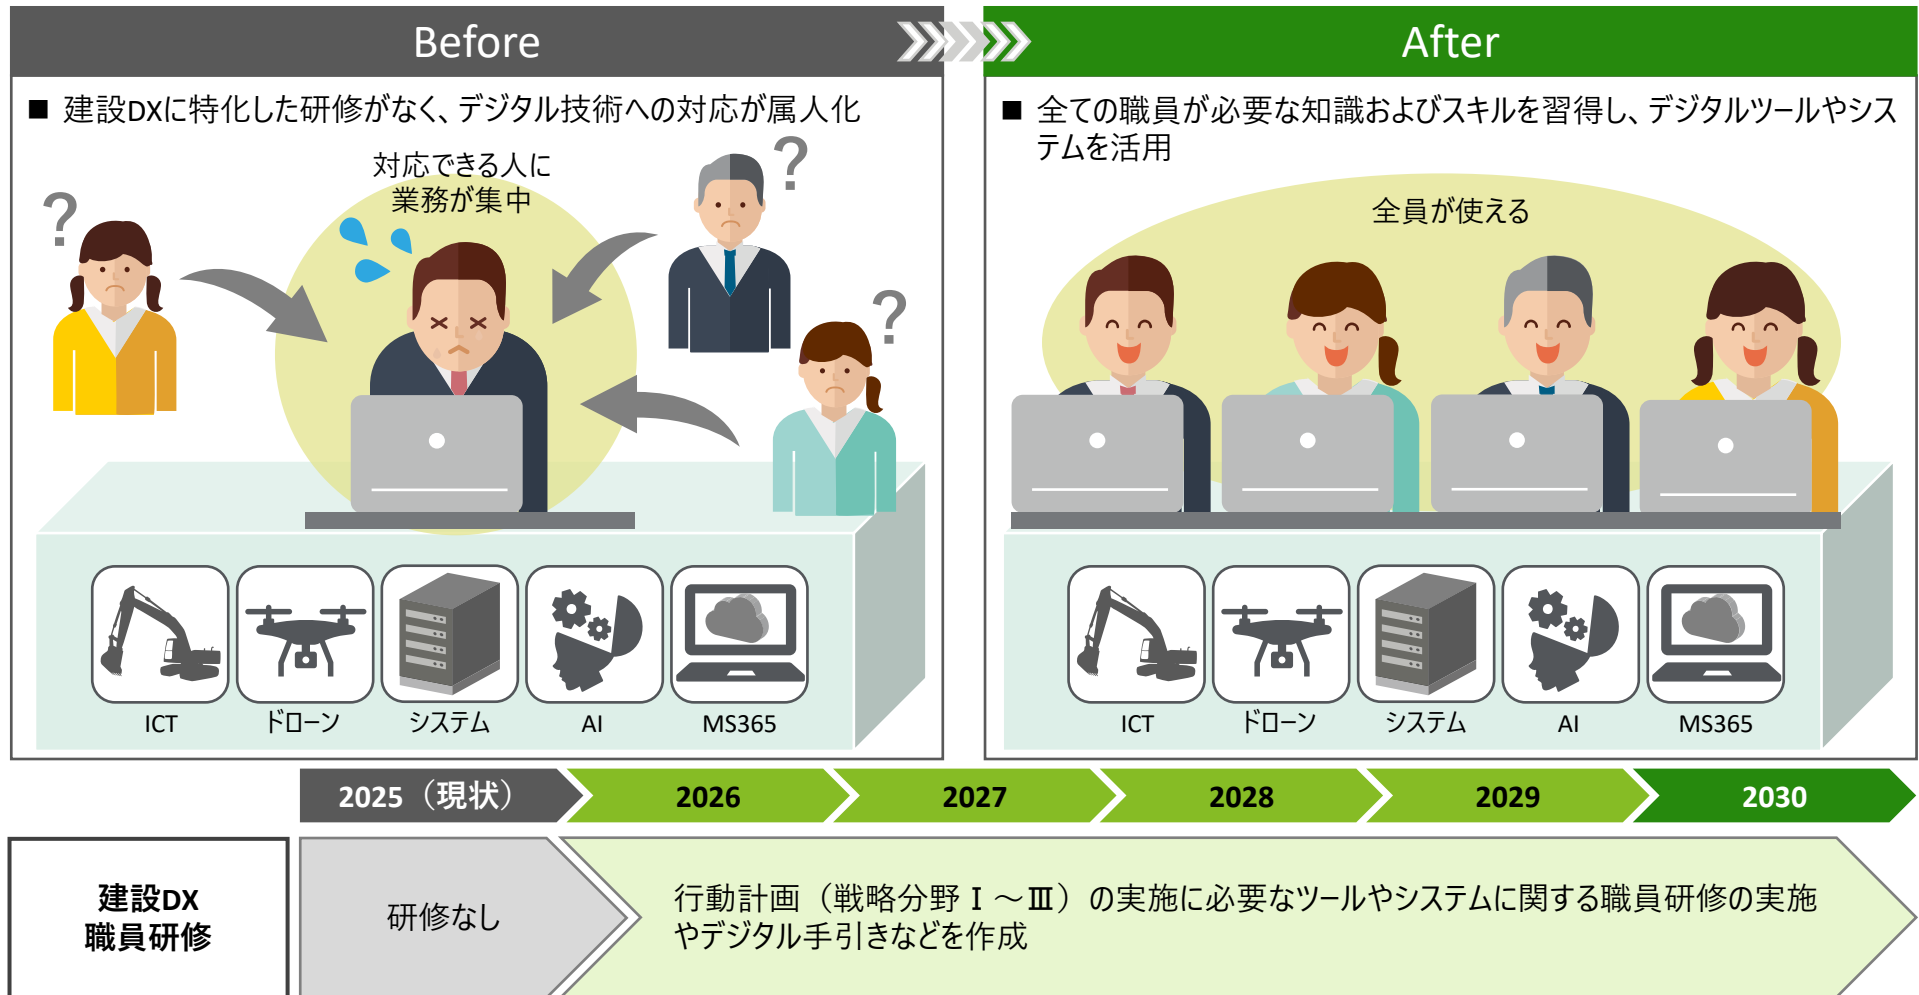 Before
After
■ 建設DXに特化した研修がなく、デジタル技術への対応が属人化
対応できる人に
業務が集中
?
?
?
ICT
ドローン
システム
AI
MS365
■ 全ての職員が必要な知識およびスキルを習得し、デジタルツールやシス
テムを活用
全員が使える
ICT
ドローン
システム
AI
MS365
2025（現状）
2026
2027
2028
2029
2030
建設DX
職員研修
研修なし
行動計画（戦略分野Ⅰ～Ⅲ）の実施に必要なツールやシステムに関する職員研修の実施
やデジタル手引きなどを作成